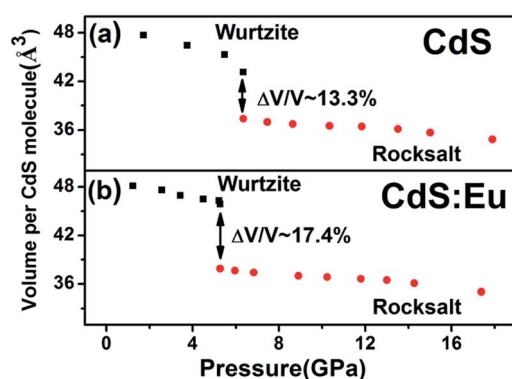 (a)
Wurtzite
CdS
ΔV/V~13.3%
Rocksalt
48
42
36
(b)
Wurtzite
CdS:Eu
ΔV/V~17.4%
Rocksalt
48
42
36
Volume per CdS molecule(Å³)
0 4 8 12 16
Pressure(GPa)